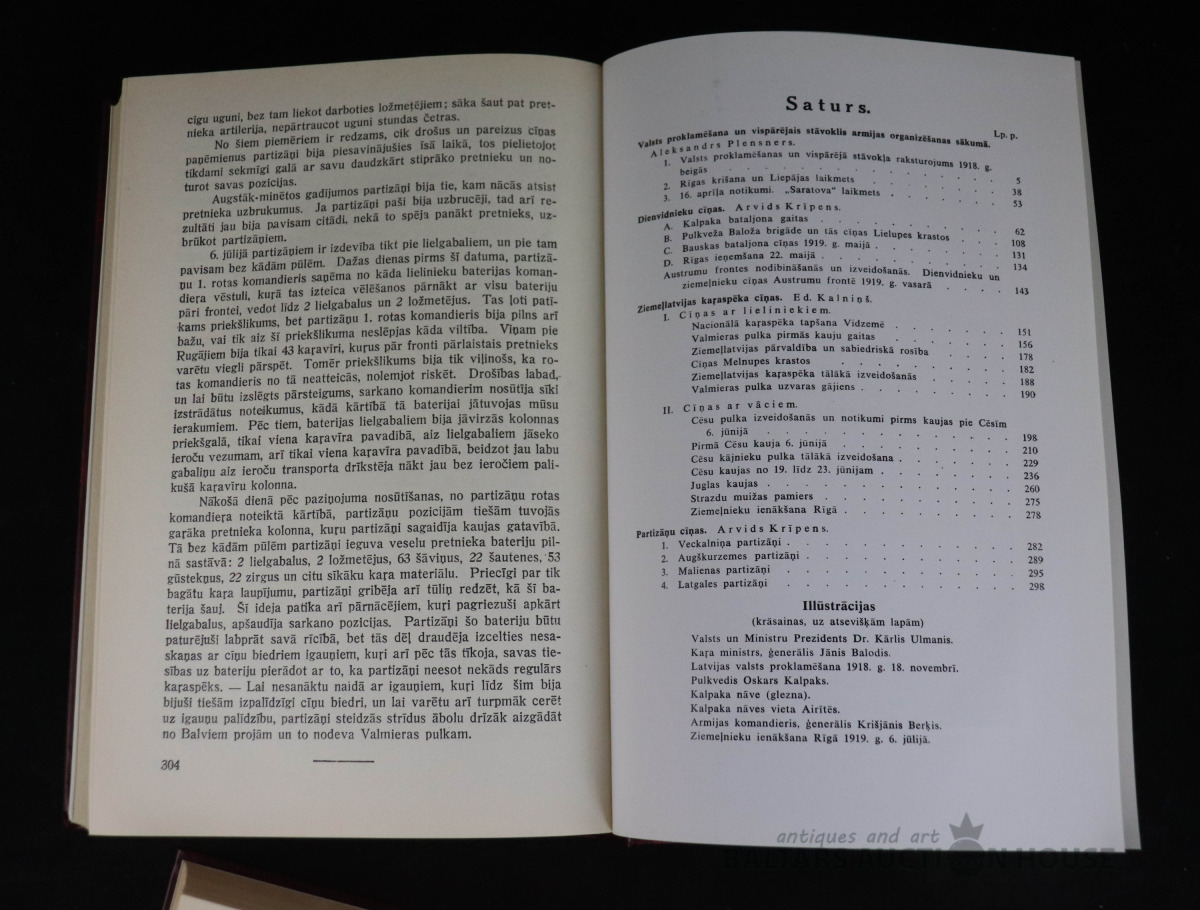 cīgu uguni, bez tam liekot darboties ložmetējiem; sāka šaut pat pret-
nieka artilerija, nepārtraucot uguni stundas četras.
No šiem piemēriem ir redzams, cik drošus un pareizus cīņas
paņēmienus partizāņi bija piesavinājušies īsā laikā, tos pielietojot
tikdami sekmīgi galā ar savu daudzkārt stiprāko pretnieku un no-
turot savas pozicijas.
Augstāk-minētos gadījumos partizāņi bija tie, kam nācās atsist
pretnieka uzbrukumus. Ja partizāņi paši bija uzbrucēji, tad arī re-
zultāti jau bija pavisam citādi, nekā to spēja panākt pretnieks, uz-
brūkot partizāņiem.
6. jūlijā partizāņiem ir izdevība tikt pie lielgabaliem, un pie tam
pavisam bez kādām pūlēm. Dažas dienas pirms šī datuma, partizā-
ņu 1. rotas komandieris saņēma no kāda lielinieku baterijas koman-
diera vēstuli, kuŗā tas izteica vēlēšanos pārnākt ar visu bateriju
pāri frontei, vedot līdz 2 lielgabalus un 2 ložmetējus. Tas ļoti patī-
kams priekšlikums, bet partizāņu 1. rotas komandieris bija pilns arī
bažu, vai tik aiz šī priekšlikuma neslēpjas kāda viltība. Viņam pie
Rugājiem bija tikai 43 kaŗavīri, kuŗus pār fronti pārlaistais pretnieks
varētu viegli pārspēt. Tomēr priekšlikums bija tik viļinošs, ka ro-
tas komandieris no tā neatteicās, nolemjot riskēt. Drošības labad,
un lai būtu izslēgts pārsteigums, sarkano komandierim nosūtīja sīki
izstrādātus noteikumus, kādā kārtībā tā baterijai jātuvojas mūsu
ierakumiem. Pēc tiem, baterijas lielgabaliem bija jāvirzās kolonnas
priekšgalā, tikai viena kaŗavīra pavadībā, aiz lielgabaliem jāseko
ieroču vezumam, arī tikai viena kaŗavīra pavadībā, beidzot jau labu
gabaliņu aiz ieroču transporta drīkstēja nākt jau bez ieročiem pali-
kušā kaŗavīru kolonna.
Nākošā dienā pēc paziņojuma nosūtīšanas, no partizāņu rotas
komandieŗa noteiktā kārtībā, partizāņu pozicijām tiešām tuvojās
gaŗāka pretnieka kolonna, kuŗu partizāņi sagaidīja kaujas gatavībā.
Tā bez kādām pūlēm partizāņi ieguva veselu pretnieka bateriju pil-
nā sastāvā: 2 lielgabalus, 2 ložmetējus, 63 šāviņus, 22 šautenes, 53
gūstekņus, 22 zirgus un citu sīkāku kaŗa materiālu. Priecīgi par tik
bagātu kaŗa laupījumu, partizāņi gribēja arī tūliņ redzēt, kā šī ba-
terija šauj. Šī ideja patika arī pārnācējiem, kuŗi pagriezuši apkārt
lielgabalus, apšaudīja sarkano pozicijas. Partizāņi šo bateriju būtu
paturējuši labprāt savā rīcībā, bet tās dēļ draudēja izcelties nesa-
skaņas ar cīņu biedriem igauņiem, kuŗi arī pēc tās tīkoja, savas tie-
sības uz bateriju pierādot ar to, ka partizāņi neesot nekāds regulārs
kaŗaspēks. — Lai nesanāktu naidā ar igauņiem, kuŗi līdz šim bija
bijuši tiešām izpalīdzīgi cīņu biedri, un lai varētu arī turpmāk cerēt
uz igauņu palīdzību, partizāņi steidzās strīdus ābolu drīzāk aizgādāt
no Balviem projām un to nodeva Valmieras pulkam.
304
Saturs.
Lp. p.
Valsts proklamēšana un vispārējais stāvoklis armijas organizēšanas sākumā.
Aleksandrs Plensners.
1. Valsts proklamēšanas un vispārējā stāvokļa raksturojums 1918. g.
beigās . . . . . 5
2. Rīgas krišana un Liepājas laikmets . . . . . 38
3. 16. aprīļa notikumi. „Saratova" laikmets . . . . . 53
Dienvidnieku cīņas. Arvids Krīpens.
A. Kalpaka bataljona gaitas . . . . . 62
B. Pulkveža Baloža brigāde un tās cīņas Lielupes krastos . . . 108
C. Bauskas bataljona cīņas 1919. g. maijā . . . . . 131
D. Rīgas ieņemšana 22. maijā . . . . . 134
Austrumu frontes nodibināšanās un izveidošanās. Dienvidnieku un
ziemeļnieku cīņas Austrumu frontē 1919. g. vasarā . . . . 143
Ziemeļlatvijas kaŗaspēka cīņas. Ed. Kalniņš.
I. Cīņas ar lieliniekiem.
Nacionālā kaŗaspēka tapšana Vidzemē . . . . . 151
Valmieras pulka pirmās kauju gaitas . . . . . 156
Ziemeļlatvijas pārvaldība un sabiedriskā rosība . . . . 178
Cīņas Melnupes krastos . . . . . 182
Ziemeļlatvijas kaŗaspēka tālākā izveidošanās . . . . . 188
Valmieras pulka uzvaras gājiens . . . . . 190
II. Cīņas ar vāciem.
Cēsu pulka izveidošanās un notikumi pirms kaujas pie Cēsīm
6. jūnijā . . . . . 198
Pirmā Cēsu kauja 6. jūnijā . . . . . 210
Cēsu kājnieku pulka tālākā izveidošana . . . . . 229
Cēsu kaujas no 19. līdz 23. jūnijam . . . . . 236
Juglas kaujas . . . . . 260
Strazdu muižas pamiers . . . . . 275
Ziemeļnieku ienākšana Rīgā . . . . . 278
Partizāņu cīņas. Arvids Krīpens.
1. Veckalniņa partizāņi . . . . . 282
2. Augškurzemes partizāņi . . . . . 289
3. Malienas partizāņi . . . . . 295
4. Latgales partizāņi . . . . . 298
Illūstrācijas
(krāsainas, uz atsevišķām lapām)
Valsts un Ministru Prezidents Dr. Kārlis Ulmanis.
Kaŗa ministrs, ģenerālis Jānis Balodis.
Latvijas valsts proklamēšana 1918. g. 18. novembrī.
Pulkvedis Oskars Kalpaks.
Kalpaka nāve (glezna).
Kalpaka nāves vieta Airītēs.
Armijas komandieris, ģenerālis Krišjānis Berķis.
Ziemeļnieku ienākšana Rīgā 1919. g. 6. jūlijā.
antiques and art
BALTARS AUCTION HOUSE